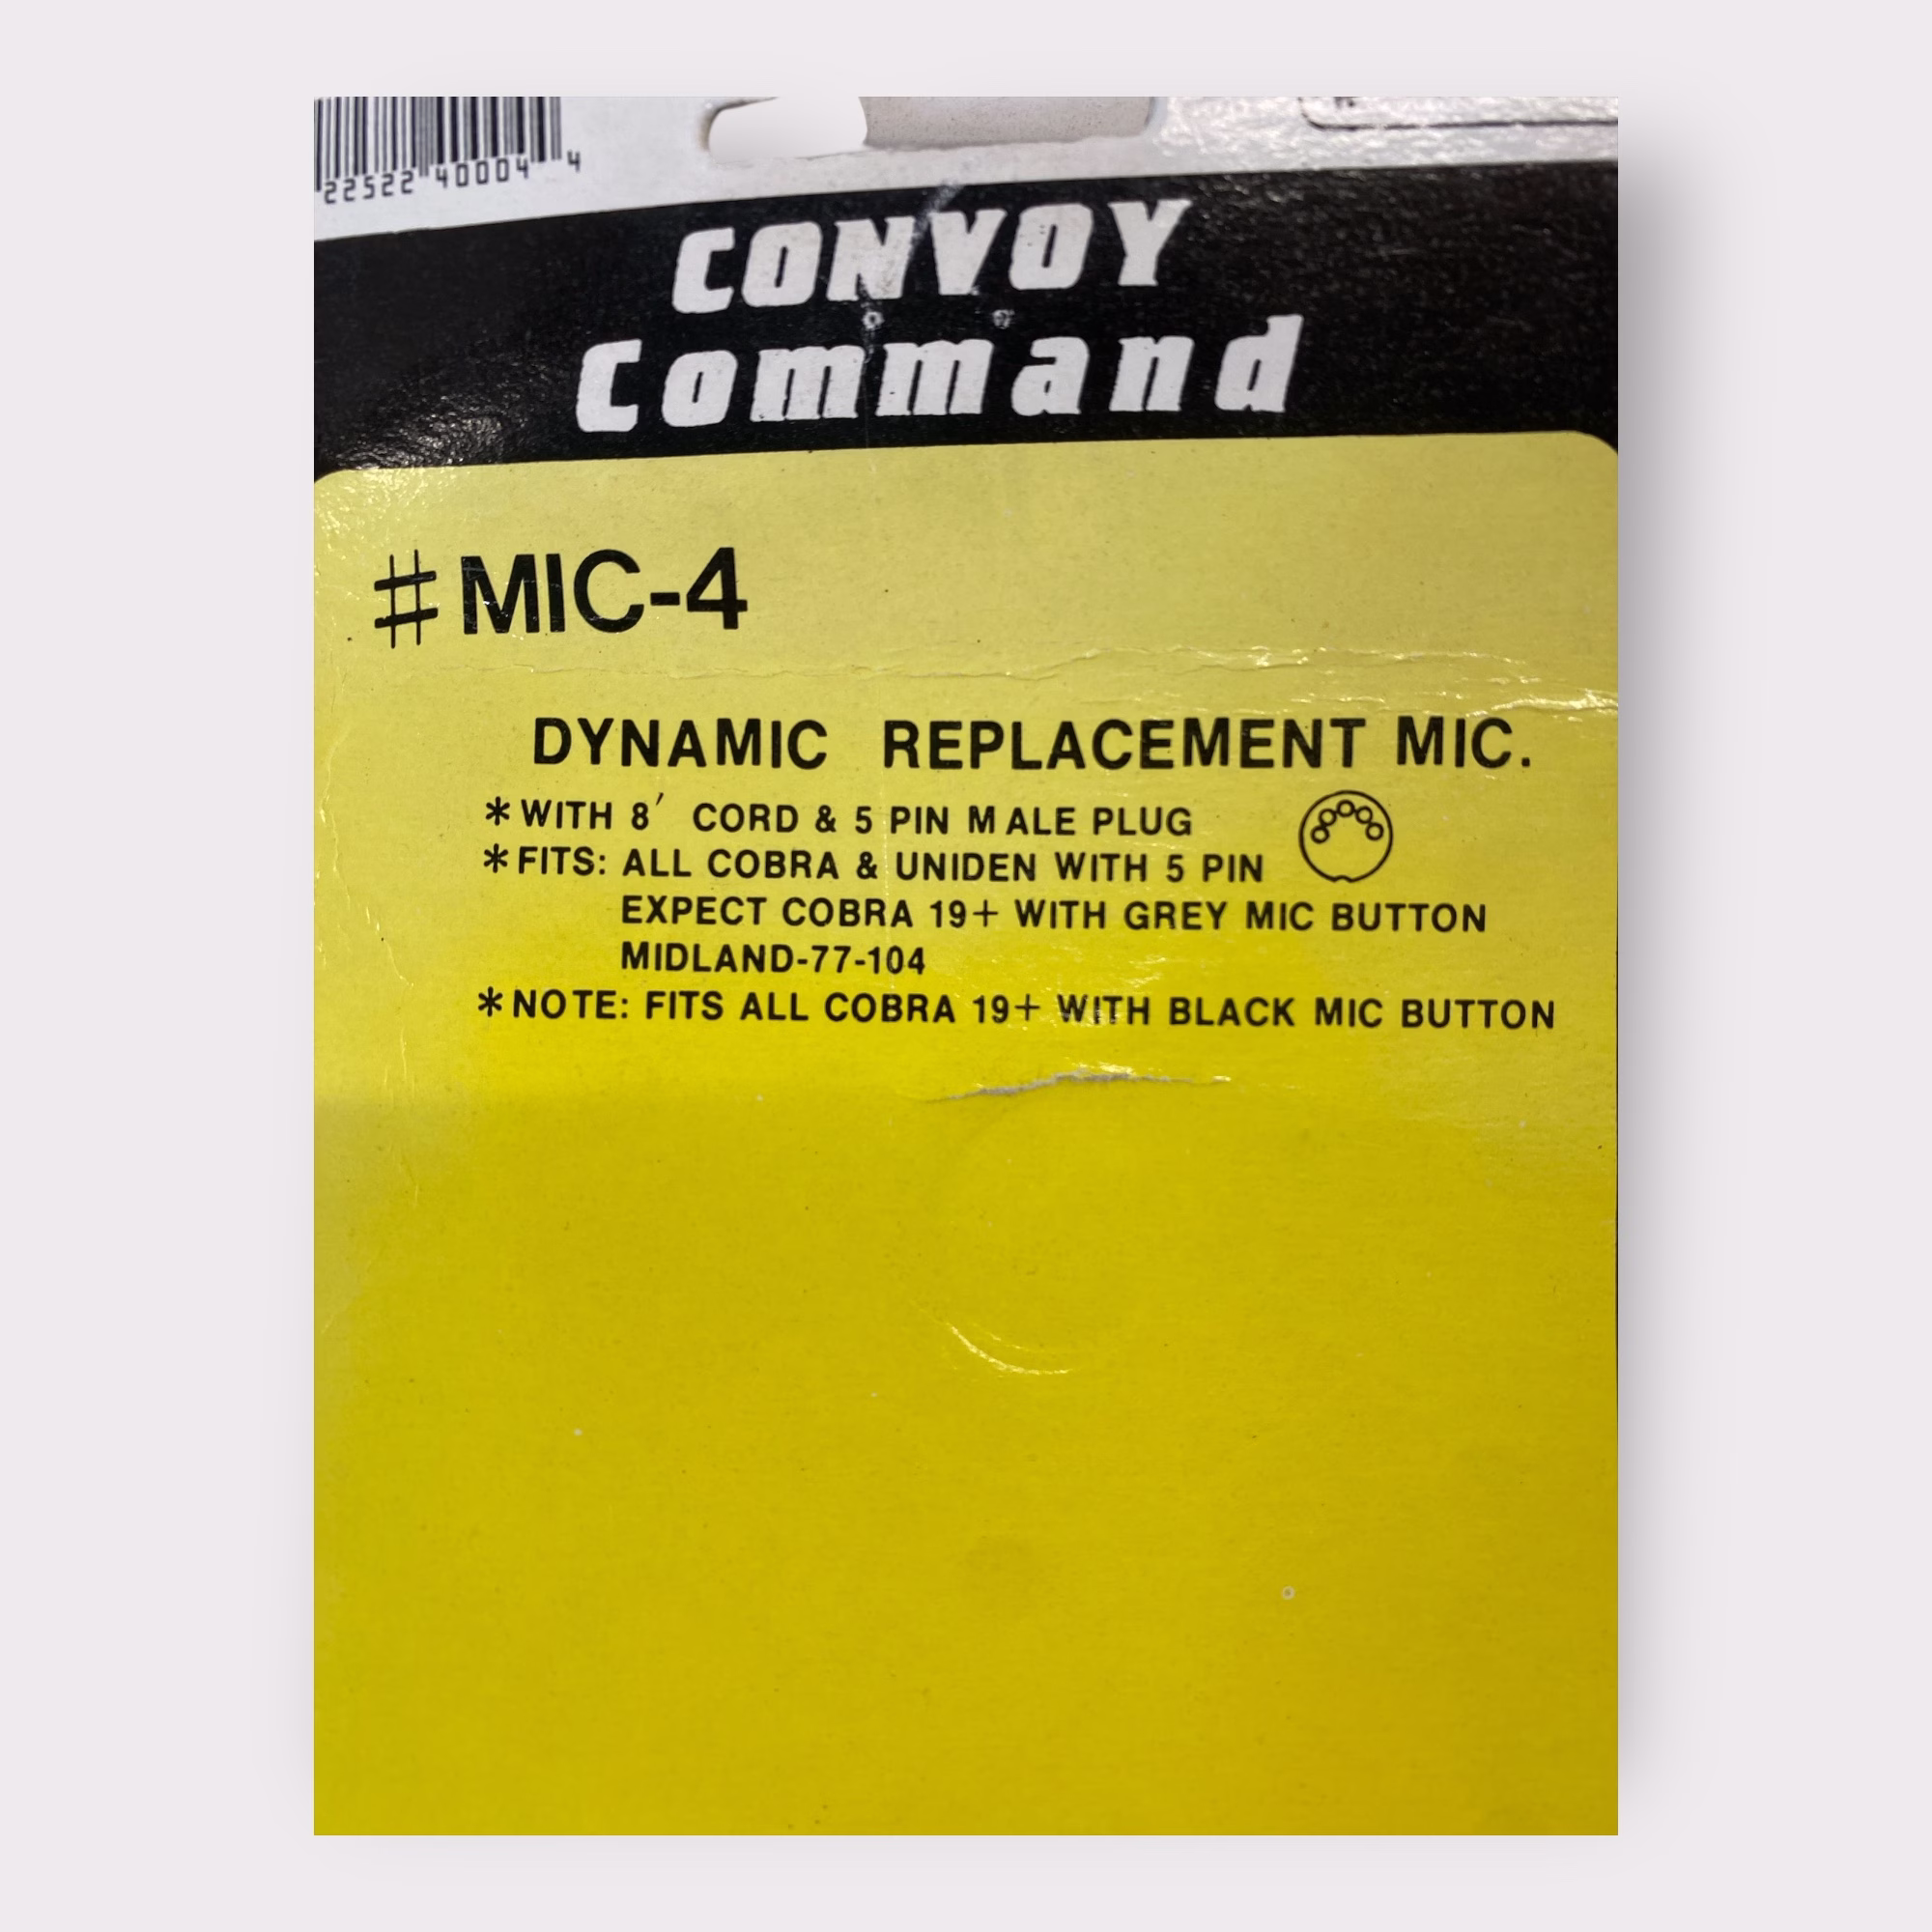 22522 40004 4
CONVOY
Command
#MIC-4
DYNAMIC REPLACEMENT MIC.
*WITH 8' CORD & 5 PIN MALE PLUG
*FITS: ALL COBRA & UNIDEN WITH 5 PIN
EXPECT COBRA 19+ WITH GREY MIC BUTTON
MIDLAND-77-104
*NOTE: FITS ALL COBRA 19+ WITH BLACK MIC BUTTON